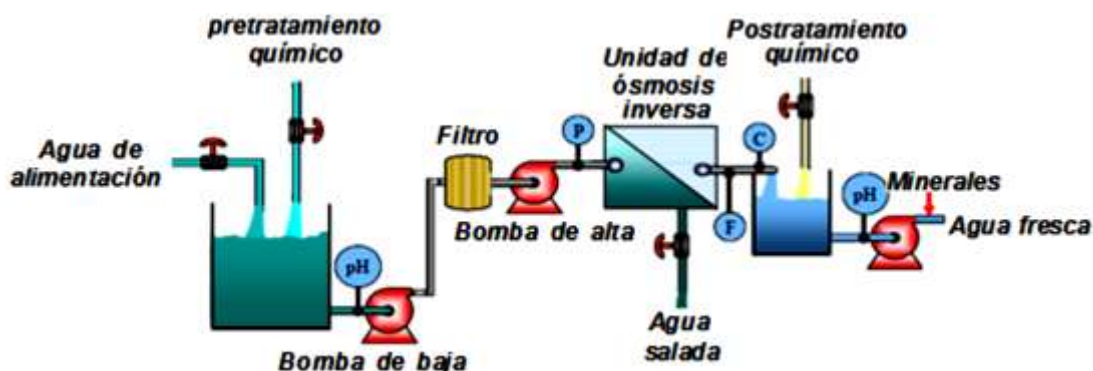 pretratamiento
químico
Agua de
alimentación
pH
Bomba de baja
Filtro
Bomba de alta
P
Unidad de
ósmosis
inversa
F
C
Agua
salada
Postratamiento
químico
pH
Minerales
Agua fresca